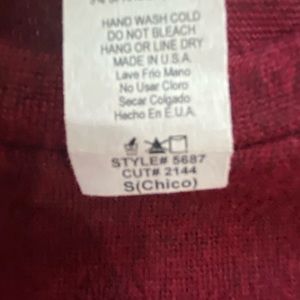 HAND WASH COLD
DO NOT BLEACH
HANG OR LINE DRY
MADE IN U.S.A.
Lave Frio Mano
No Usar Cloro
Secar Colgado
Hecho En E.U.A.
STYLE# 5687
CUT# 2144
S(Chico)